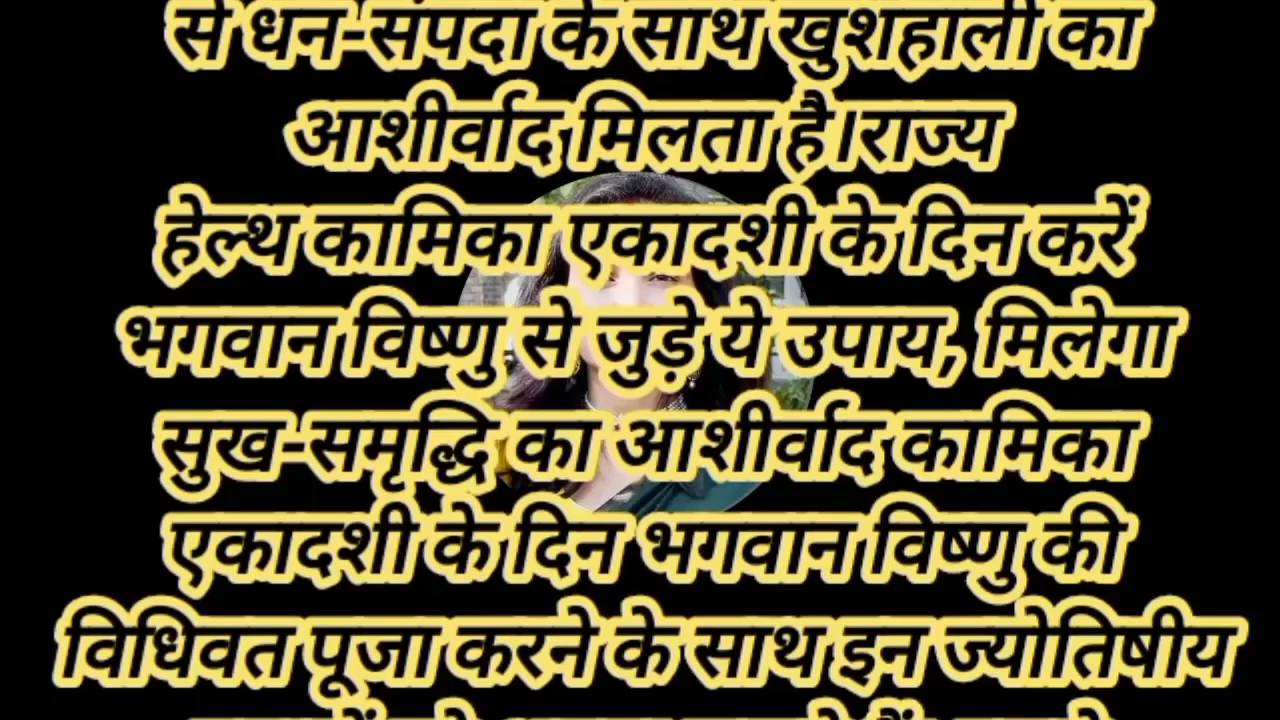 से धन-संपदा के साथ खुशहाली का
आशीर्वाद मिलता है।राज्य
हेल्थ कामिका एकादशी के दिन करें
भगवान विष्णु से जुड़े ये उपाय, मिलेगा
सुख-समृद्धि का आशीर्वाद कामिका
एकादशी के दिन भगवान विष्णु की
विधिवत पूजा करने के साथ इन ज्योतिषीय